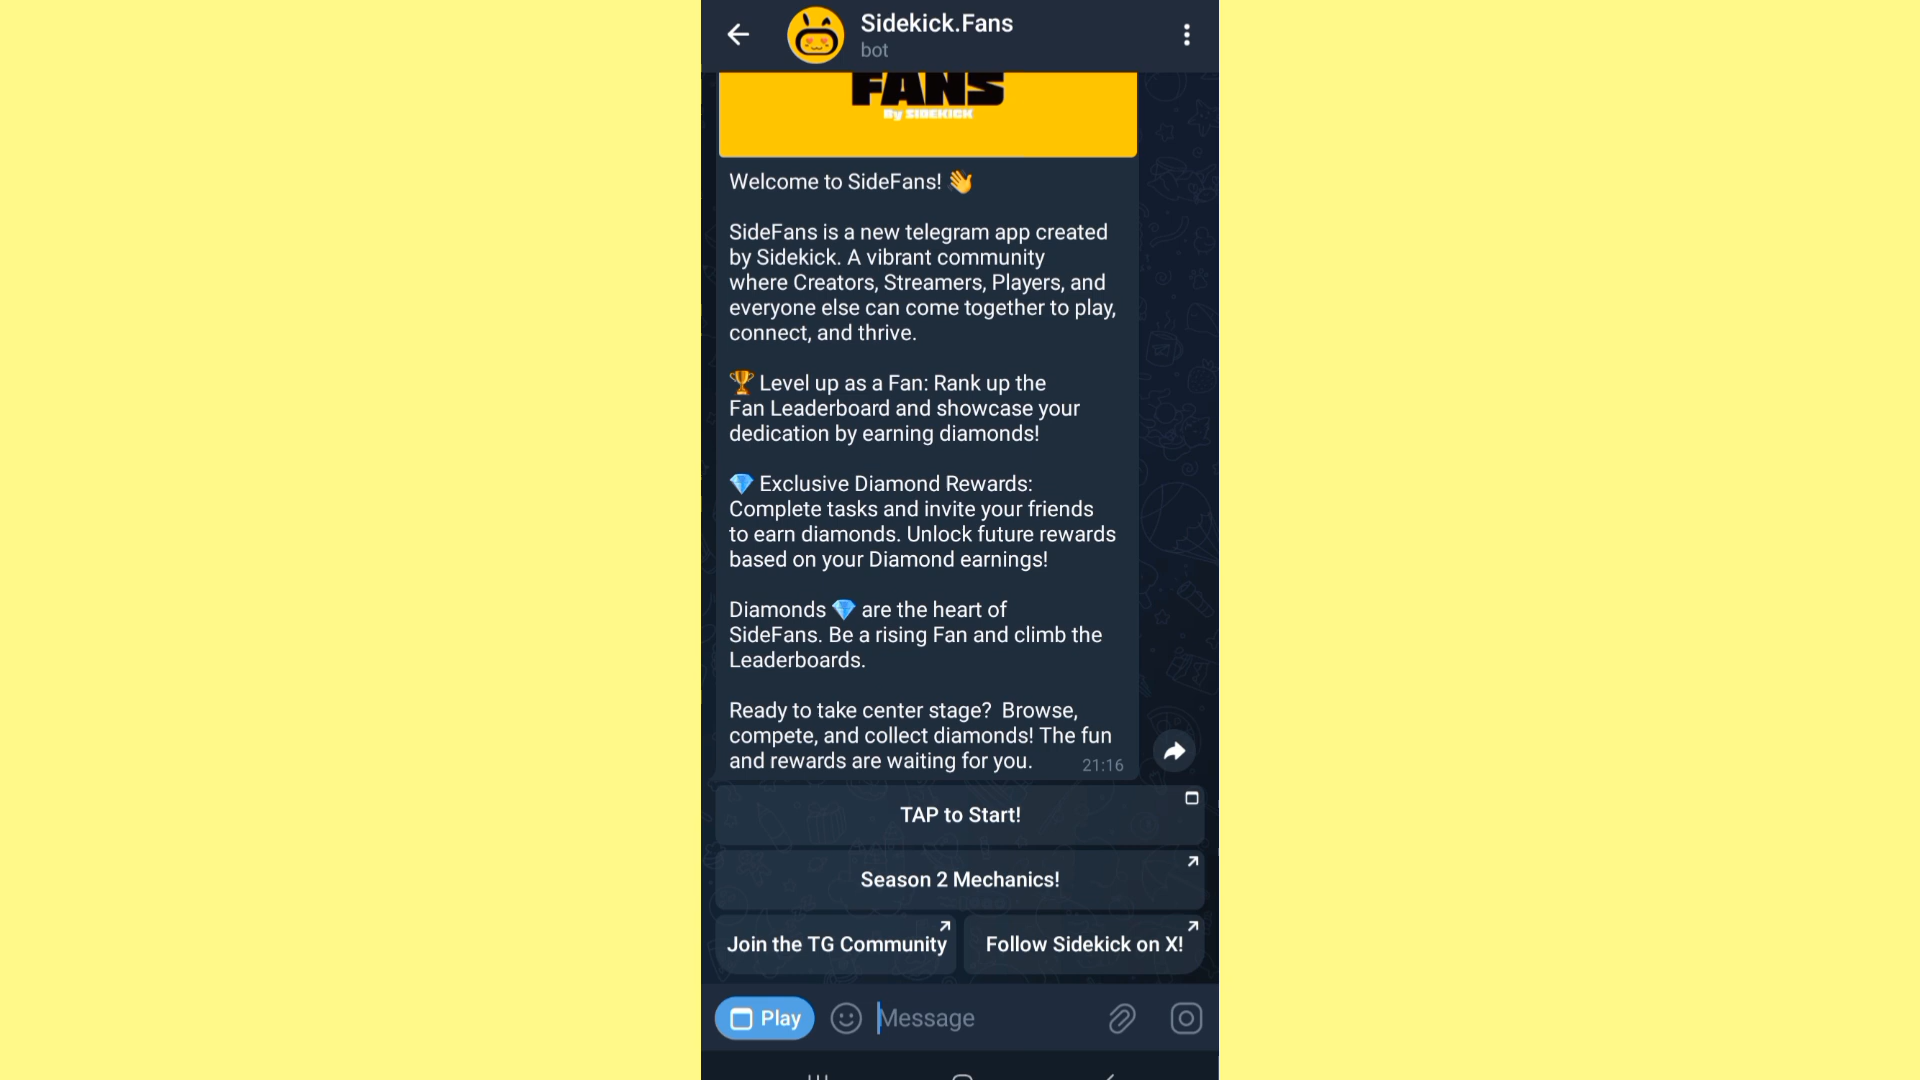 Sidekick.Fans
bot
FANS
By SIDEKICK
Welcome to SideFans! 👋
SideFans is a new telegram app created
by Sidekick. A vibrant community
where Creators, Streamers, Players, and
everyone else can come together to play,
connect, and thrive.
🏆 Level up as a Fan: Rank up the
Fan Leaderboard and showcase your
dedication by earning diamonds!
💎 Exclusive Diamond Rewards:
Complete tasks and invite your friends
to earn diamonds. Unlock future rewards
based on your Diamond earnings!
Diamonds 💎 are the heart of
SideFans. Be a rising Fan and climb the
Leaderboards.
Ready to take center stage?  Browse,
compete, and collect diamonds! The fun
and rewards are waiting for you. 21:16
TAP to Start!
Season 2 Mechanics!
Join the TG Community
Follow Sidekick on X!
Play
Message